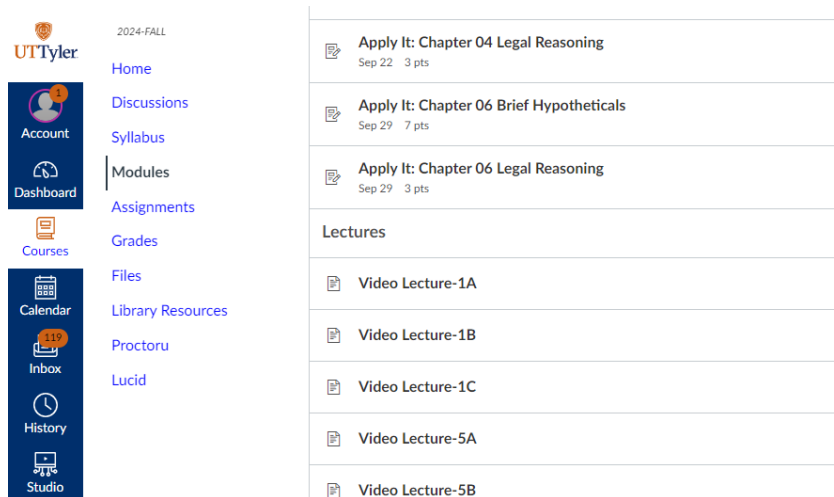 UT Tyler
1
Account
Dashboard
Courses
Calendar
119
Inbox
History
Studio
2024-FALL
Home
Discussions
Syllabus
Modules
Assignments
Grades
Files
Library Resources
Proctoru
Lucid
Apply It: Chapter 04 Legal Reasoning
Sep 22 3 pts
Apply It: Chapter 06 Brief Hypotheticals
Sep 29 7 pts
Apply It: Chapter 06 Legal Reasoning
Sep 29 3 pts
Lectures
Video Lecture-1A
Video Lecture-1B
Video Lecture-1C
Video Lecture-5A
Video Lecture-5B